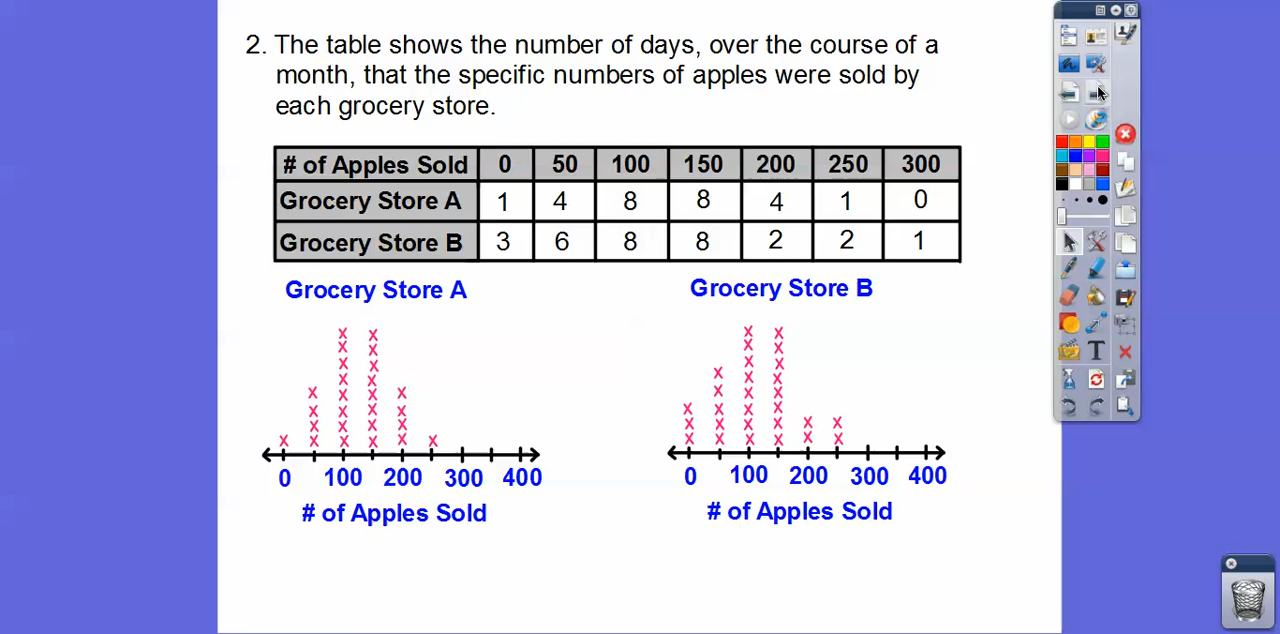 2. The table shows the number of days, over the course of a
month, that the specific numbers of apples were sold by
each grocery store.
# of Apples Sold 0 50 100 150 200 250 300
Grocery Store A 1 4 8 8 4 1 0
Grocery Store B 3 6 8 8 2 2 1
Grocery Store A Grocery Store B
0 100 200 300 400 0 100 200 300 400
# of Apples Sold # of Apples Sold